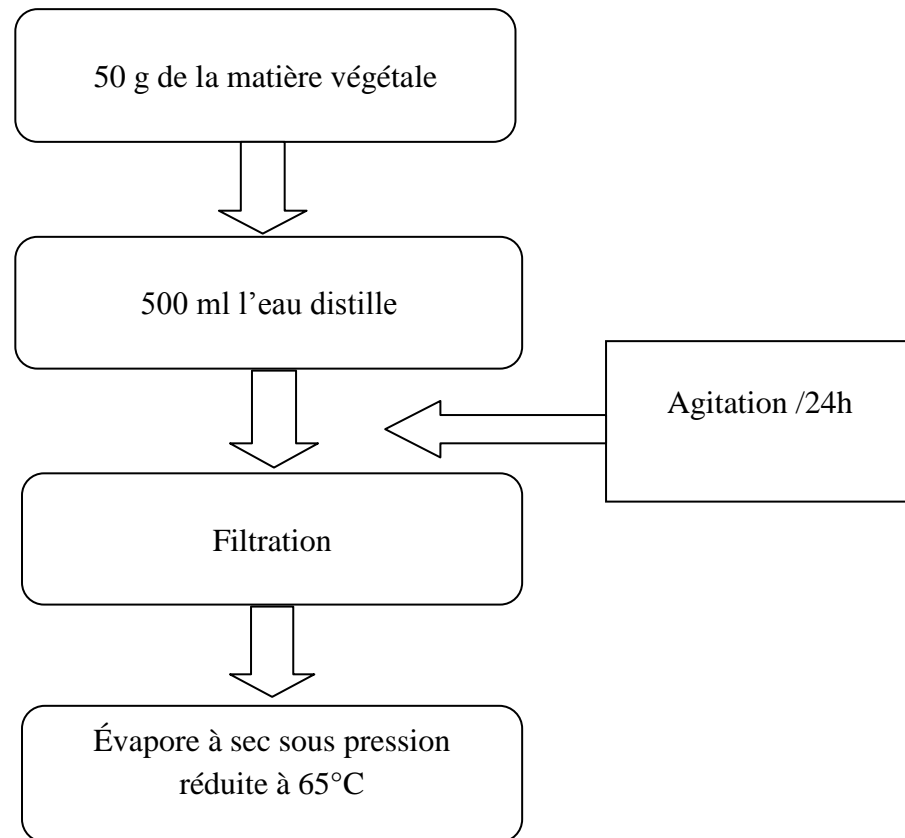 50 g de la matière végétale
500 ml l’eau distille
Agitation /24h
Filtration
Évapore à sec sous pression
réduite à 65°C